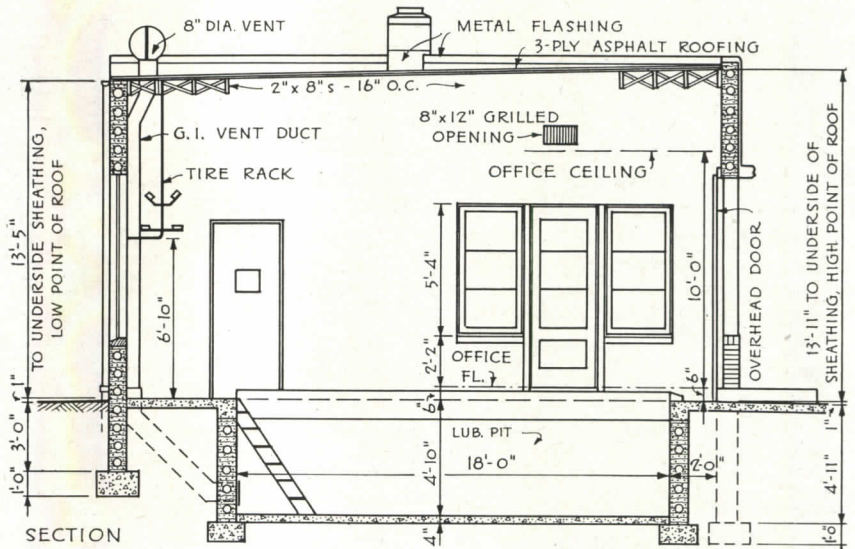 8" DIA. VENT
METAL FLASHING
3-PLY ASPHALT ROOFING
2"x 8"s - 16" O.C.
8"x12" GRILLED
OPENING
G.I. VENT DUCT
TIRE RACK
OFFICE CEILING
13'-5"
TO UNDERSIDE SHEATHING,
LOW POINT OF ROOF
6'-10"
5'-4"
10'-0"
OVERHEAD DOOR
13'-11" TO UNDERSIDE OF
SHEATHING, HIGH POINT OF ROOF
2'-2"
OFFICE
FL.
6"
1"
3'-0"
1'-0"
6"
LUB. PIT
4'-10"
18'-0"
2'-0"
1"
4'-11"
1'-0"
4"
SECTION